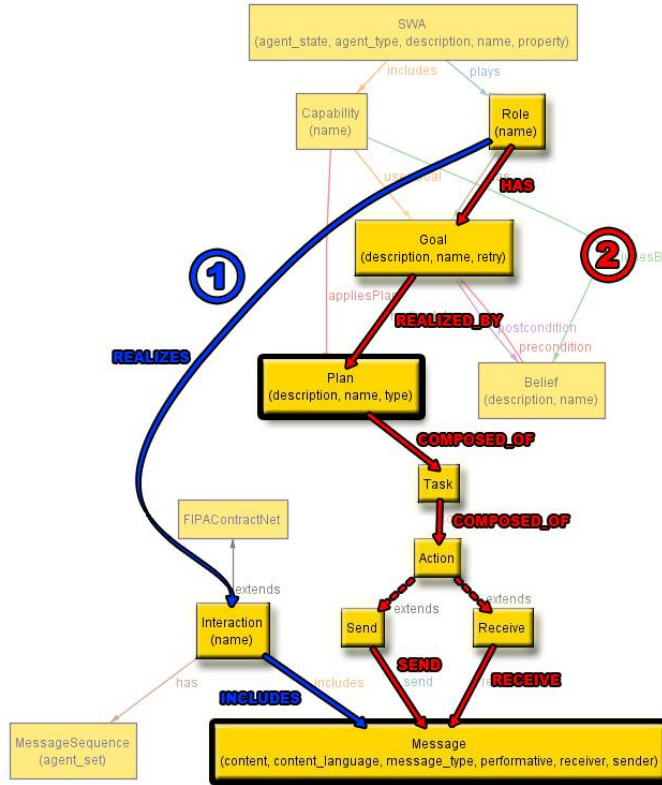 SWA
(agent_state, agent_type, description, name, property)
includes
plays
Capability
(name)
Role
(name)
HAS
Goal
(description, name, retry)
1
2
appliesPlan
REALIZED_BY
postcondition
precondition
REALIZES
Plan
(description, name, type)
Belief
(description, name)
COMPOSED_OF
Task
COMPOSED_OF
FIPAContractNet
Action
extends
extends
extends
Interaction
(name)
Send
Receive
has
SEND
RECEIVE
INCLUDES
includes
send
MessageSequence
(agent_set)
Message
(content, content_language, message_type, performative, receiver, sender)